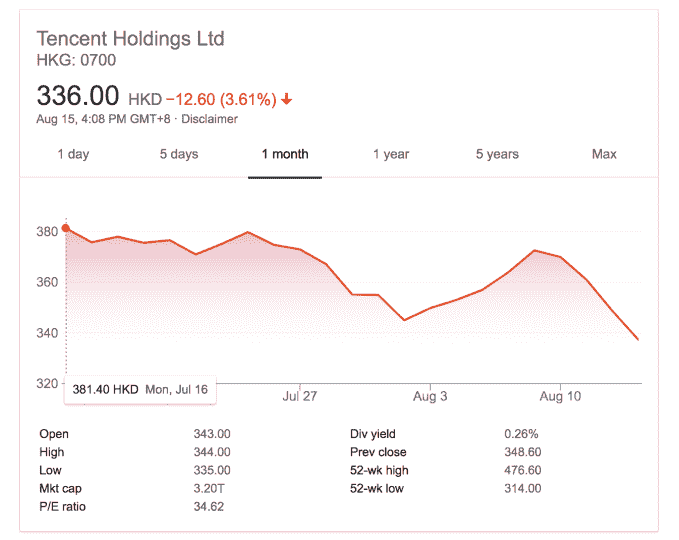 Tencent Holdings Ltd
HKG: 0700
336.00 HKD −12.60 (3.61%) ↓
Aug 15, 4:08 PM GMT+8 · Disclaimer
1 day 5 days 1 month 1 year 5 years Max
380
360
340
320
381.40 HKD Mon, Jul 16
Jul 27 Aug 3 Aug 10
Open 343.00 Div yield 0.26%
High 344.00 Prev close 348.60
Low 335.00 52-wk high 476.60
Mkt cap 3.20T 52-wk low 314.00
P/E ratio 34.62